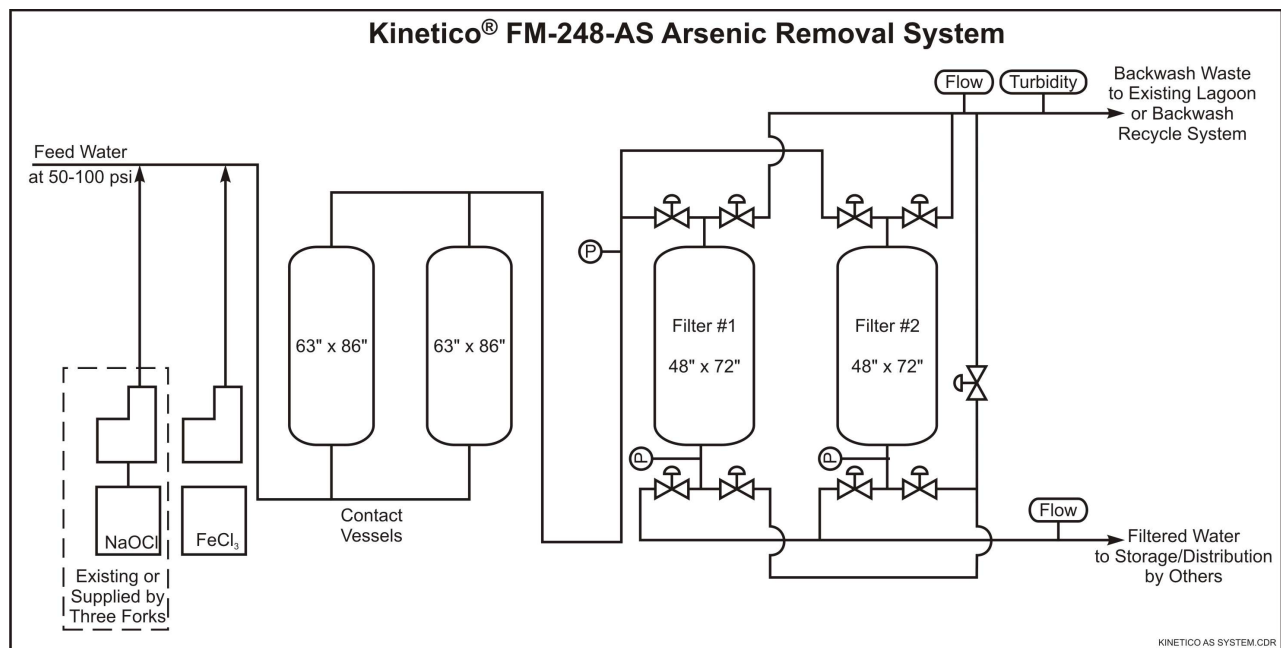 Kinetico® FM-248-AS Arsenic Removal System
Flow
Turbidity
Backwash Waste
to Existing Lagoon
or Backwash
Recycle System
Feed Water
at 50-100 psi
P
63" x 86"
63" x 86"
Filter #1
48" x 72"
Filter #2
48" x 72"
P
P
NaOCl
FeCl₃
Contact
Vessels
Flow
Filtered Water
to Storage/Distribution
by Others
Existing or
Supplied by
Three Forks
KINETICO AS SYSTEM.CDR